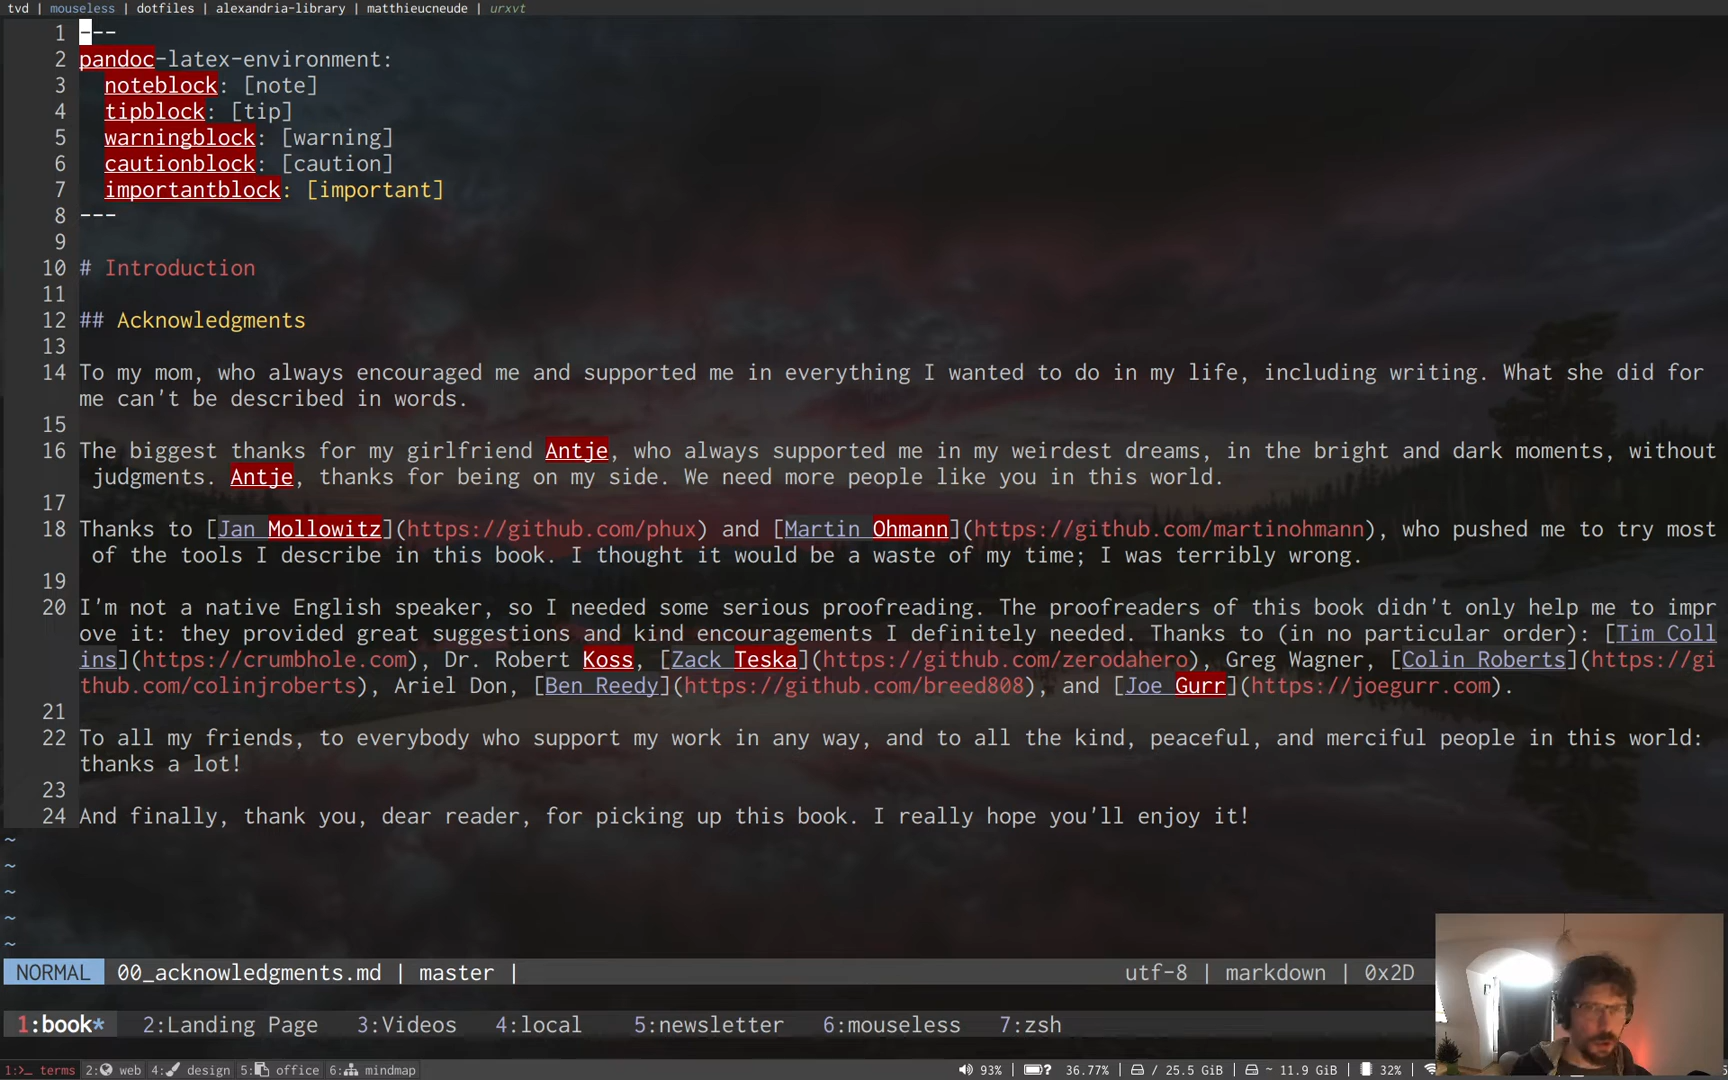 tvd | mouseless | dotfiles | alexandria-library | matthieucneude | urxvt
1 ---
2 pandoc-latex-environment:
3 noteblock: [note]
4 tipblock: [tip]
5 warningblock: [warning]
6 cautionblock: [caution]
7 importantblock: [important]
8 ---
9
10 # Introduction
11
12 ## Acknowledgments
13
14 To my mom, who always encouraged me and supported me in everything I wanted to do in my life, including writing. What she did for
me can't be described in words.
15
16 The biggest thanks for my girlfriend Antje, who always supported me in my weirdest dreams, in the bright and dark moments, without
judgments. Antje, thanks for being on my side. We need more people like you in this world.
17
18 Thanks to [Jan Mollowitz](https://github.com/phux) and [Martin Ohmann](https://github.com/martinohmann), who pushed me to try most
of the tools I describe in this book. I thought it would be a waste of my time; I was terribly wrong.
19
20 I'm not a native English speaker, so I needed some serious proofreading. The proofreaders of this book didn't only help me to impr
ove it: they provided great suggestions and kind encouragements I definitely needed. Thanks to (in no particular order): [Tim Coll
ins](https://crumbhole.com), Dr. Robert Koss, [Zack Teska](https://github.com/zerodahero), Greg Wagner, [Colin Roberts](https://gi
thub.com/colinjroberts), Ariel Don, [Ben Reedy](https://github.com/breed808), and [Joe Gurr](https://joegurr.com).
21
22 To all my friends, to everybody who support my work in any way, and to all the kind, peaceful, and merciful people in this world:
thanks a lot!
23
24 And finally, thank you, dear reader, for picking up this book. I really hope you'll enjoy it!
~
~
~
~
~
NORMAL 00_acknowledgments.md | master | utf-8 | markdown | 0x2D
1:book* 2:Landing Page 3:Videos 4:local 5:newsletter 6:mouseless 7:zsh
1:>_ terms 2: web 4: design 5: office 6: mindmap 93% | ? 36.77% | / 25.5 GiB | ~ 11.9 GiB | 32% |